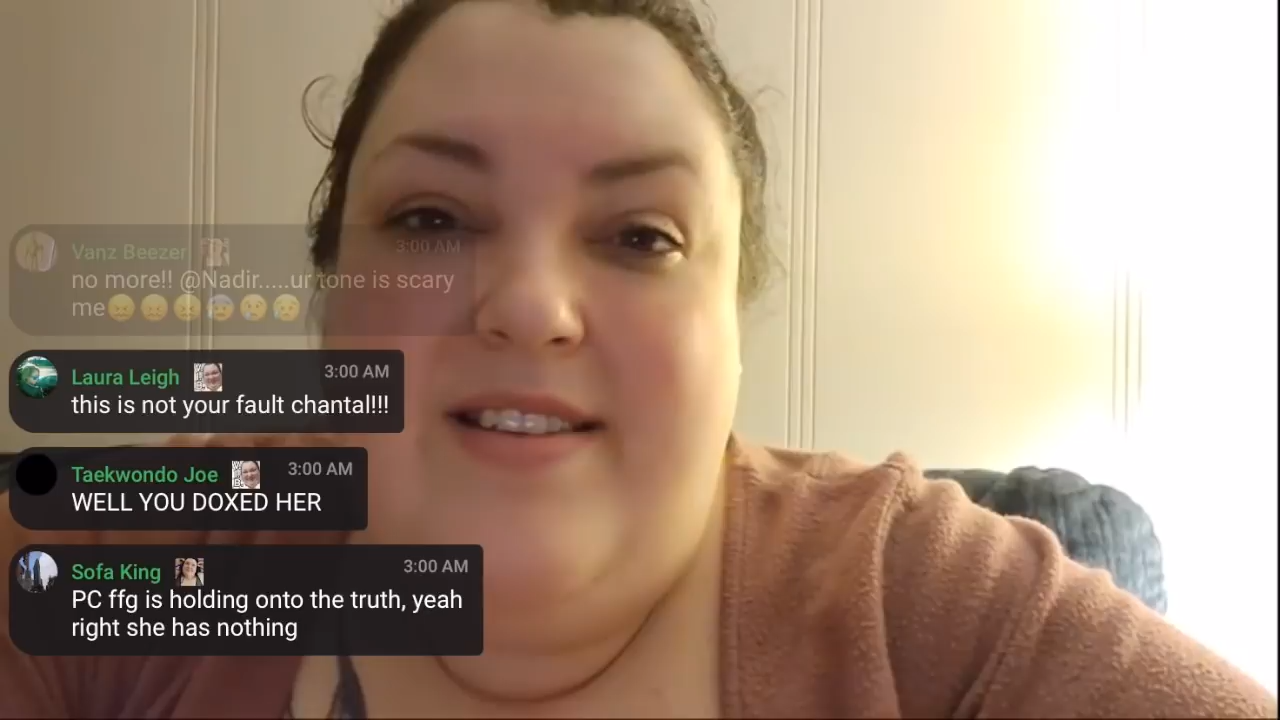 Vanz Beezer 3:00 AM
no more!! @Nadir.....ur tone is scary
me😖😖😖😰😢😥
Laura Leigh 3:00 AM
this is not your fault chantal!!!
Taekwondo Joe 3:00 AM
WELL YOU DOXED HER
Sofa King 3:00 AM
PC ffg is holding onto the truth, yeah
right she has nothing